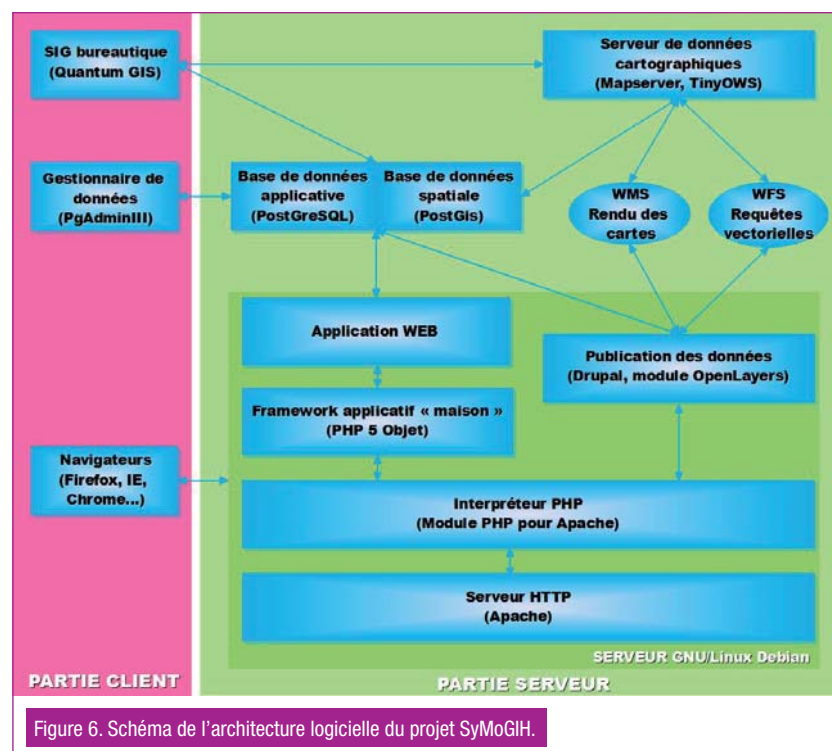 SIG bureautique
(Quantum GIS)
Serveur de données
cartographiques
(Mapserver, TinyOWS)
Gestionnaire de
données
(PgAdminIII)
Base de données
applicative
(PostGreSQL)
Base de données
spatiale
(PostGis)
WMS
Rendu des
cartes
WFS
Requêtes
vectorielles
Application WEB
Publication des données
(Drupal, module OpenLayers)
Framework applicatif « maison »
(PHP 5 Objet)
Navigateurs
(Firefox, IE,
Chrome...)
Interpréteur PHP
(Module PHP pour Apache)
Serveur HTTP
(Apache)
SERVEUR GNU/Linux Debian
PARTIE CLIENT
PARTIE SERVEUR
Figure 6. Schéma de l'architecture logicielle du projet SyMoGIH.